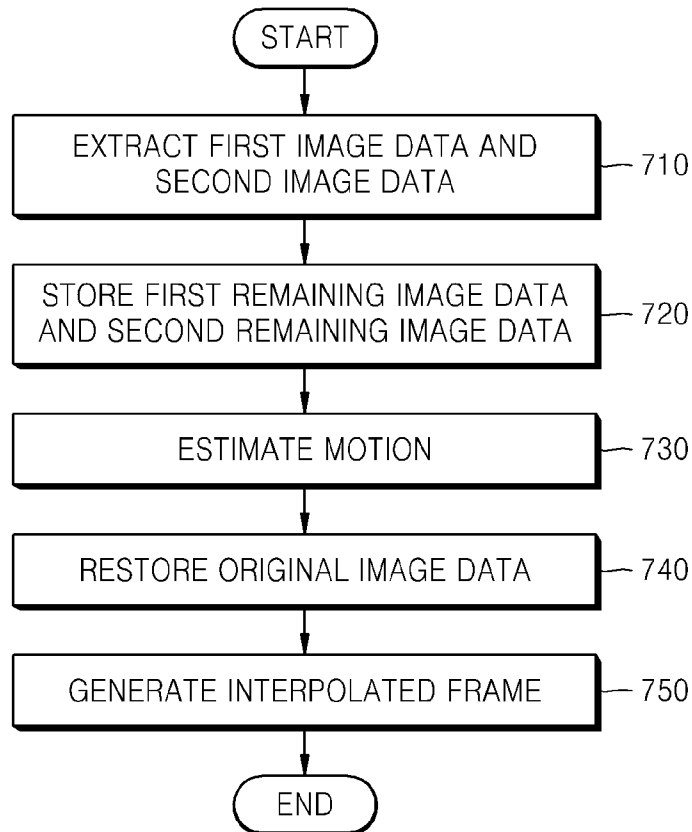 START
EXTRACT FIRST IMAGE DATA AND
SECOND IMAGE DATA
710
STORE FIRST REMAINING IMAGE DATA
AND SECOND REMAINING IMAGE DATA
720
ESTIMATE MOTION
730
RESTORE ORIGINAL IMAGE DATA
740
GENERATE INTERPOLATED FRAME
750
END